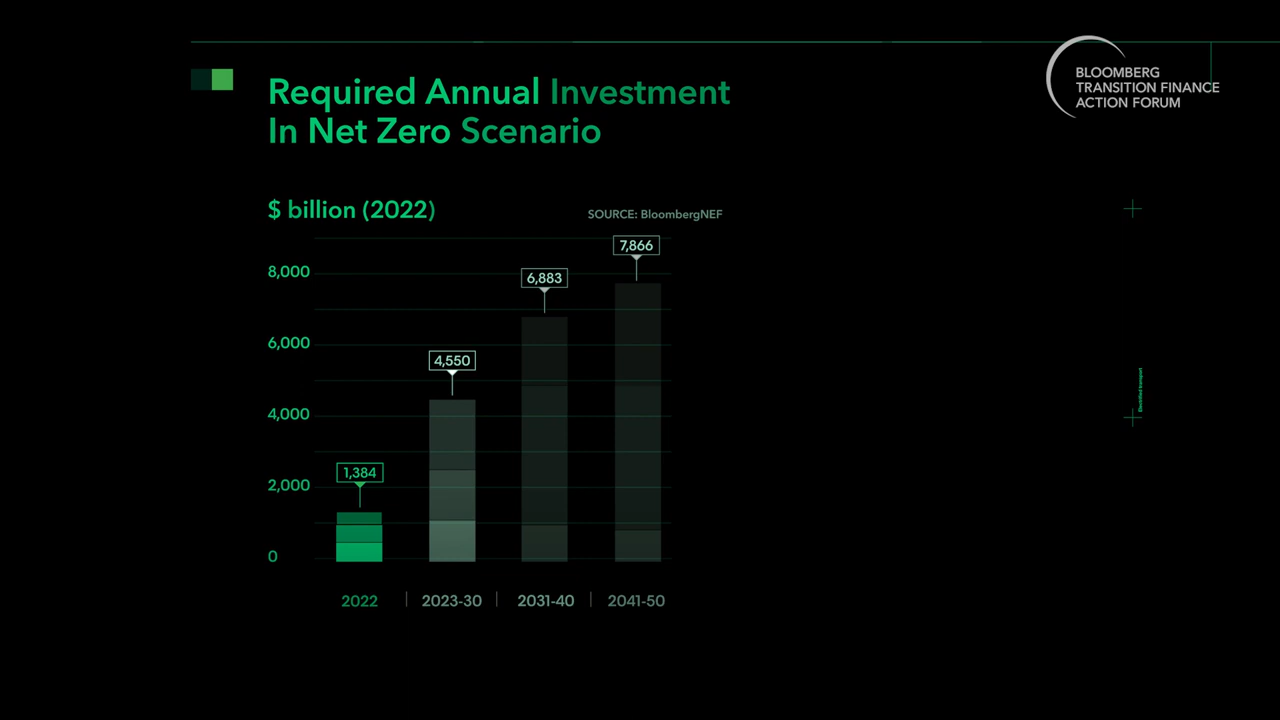 BLOOMBERG
TRANSITION FINANCE
ACTION FORUM
Required Annual Investment
In Net Zero Scenario
$ billion (2022)
SOURCE: BloombergNEF
8,000
6,000
4,000
2,000
0
1,384
4,550
6,883
7,866
2022
2023-30
2031-40
2041-50
Electrified transport